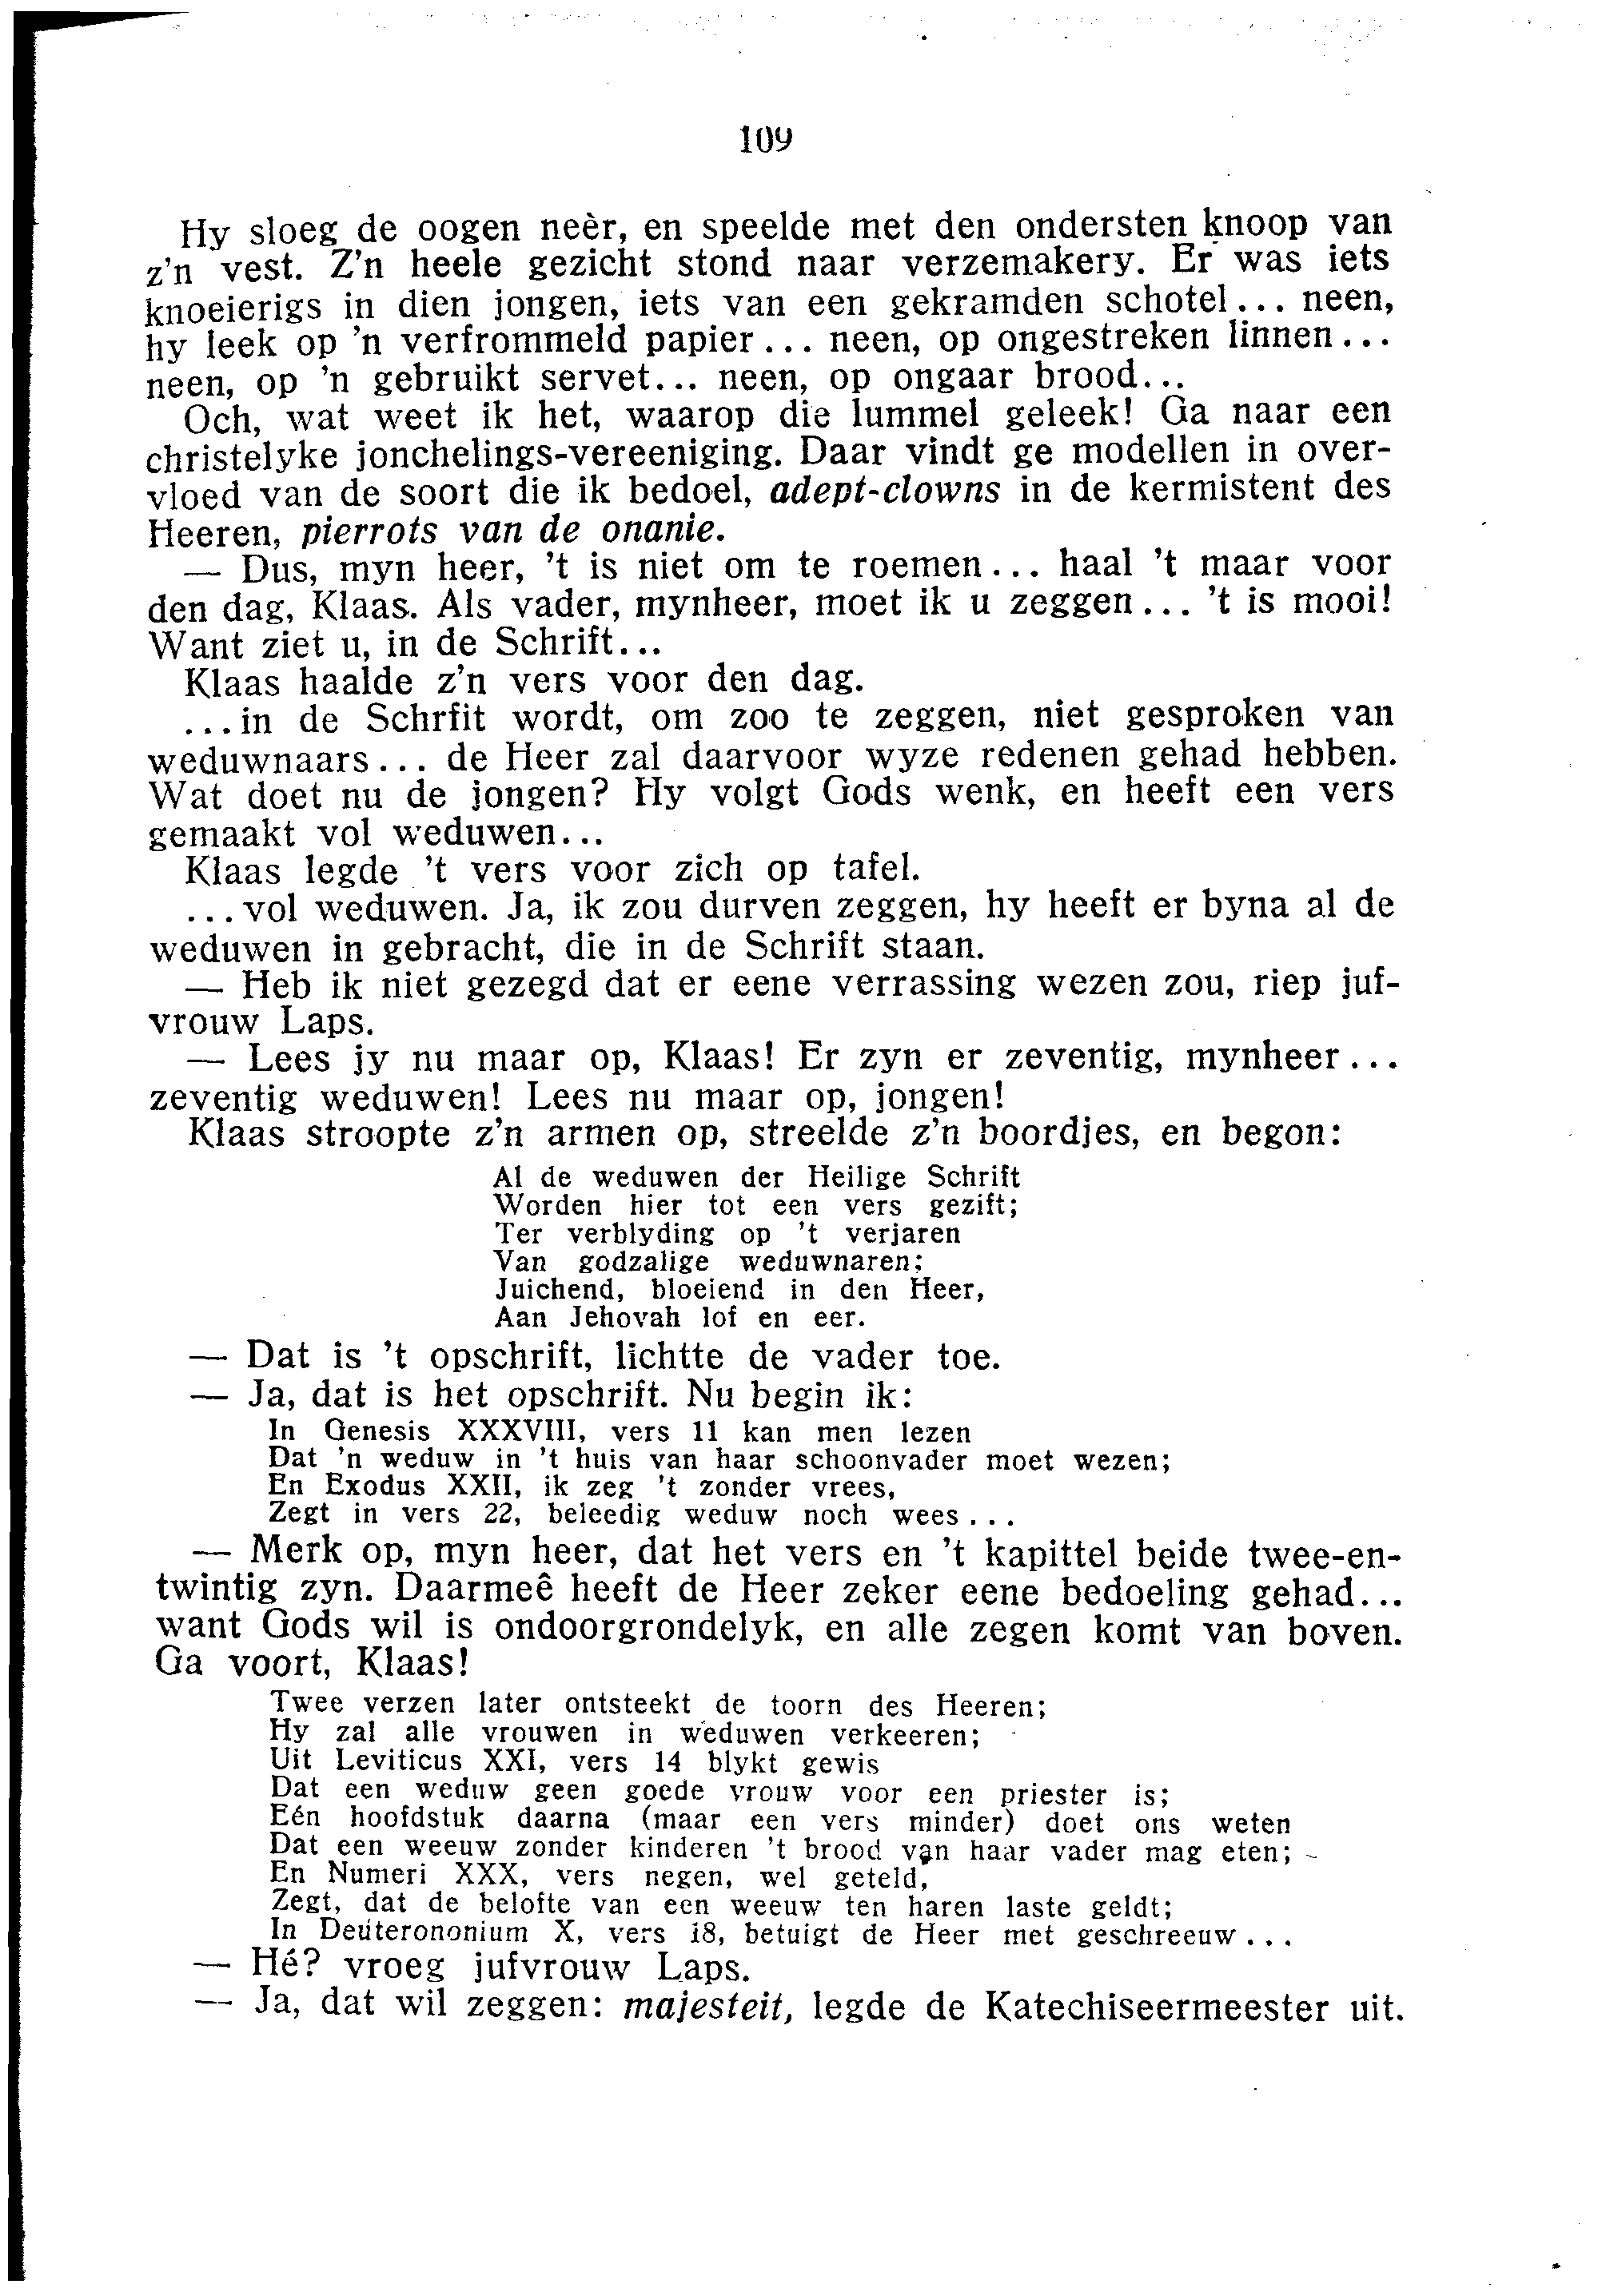 109
Hy sloeg de oogen neèr, en speelde met den ondersten knoop van
z'n vest. Z'n heele gezicht stond naar verzemakery. Er was iets
knoeierigs in dien jongen, iets van een gekramden schotel... neen,
hy leek op 'n verfrommeld papier... neen, op ongestreken linnen...
neen, op 'n gebruikt servet... neen, op ongaar brood...
Och, wat weet ik het, waarop die lummel geleek! Ga naar een
christelyke jonchelings-vereeniging. Daar vindt ge modellen in over-
vloed van de soort die ik bedoel, adept-clowns in de kermistent des
Heeren, pierrots van de onanie.
— Dus, myn heer, 't is niet om te roemen... haal 't maar voor
den dag, Klaas. Als vader, mynheer, moet ik u zeggen... 't is mooi!
Want ziet u, in de Schrift...
Klaas haalde z'n vers voor den dag.
...in de Schrfit wordt, om zoo te zeggen, niet gesproken van
weduwnaars... de Heer zal daarvoor wyze redenen gehad hebben.
Wat doet nu de jongen? Hy volgt Gods wenk, en heeft een vers
gemaakt vol weduwen...
Klaas legde 't vers voor zich op tafel.
...vol weduwen. Ja, ik zou durven zeggen, hy heeft er byna al de
weduwen in gebracht, die in de Schrift staan.
— Heb ik niet gezegd dat er eene verrassing wezen zou, riep juf-
vrouw Laps.
— Lees jy nu maar op, Klaas! Er zyn er zeventig, mynheer...
zeventig weduwen! Lees nu maar op, jongen!
Klaas stroopte z'n armen op, streelde z'n boordjes, en begon:
Al de weduwen der Heilige Schrift
Worden hier tot een vers gezift;
Ter verblyding op 't verjaren
Van godzalige weduwnaren;
Juichend, bloeiend in den Heer,
Aan Jehovah lof en eer.
— Dat is 't opschrift, lichtte de vader toe.
— Ja, dat is het opschrift. Nu begin ik:
In Genesis XXXVIII, vers 11 kan men lezen
Dat 'n weduw in 't huis van haar schoonvader moet wezen;
En Exodus XXII, ik zeg 't zonder vrees,
Zegt in vers 22, beleedig weduw noch wees...
— Merk op, myn heer, dat het vers en 't kapittel beide twee-en-
twintig zyn. Daarmeê heeft de Heer zeker eene bedoeling gehad...
want Gods wil is ondoorgrondelyk, en alle zegen komt van boven.
Ga voort, Klaas!
Twee verzen later ontsteekt de toorn des Heeren;
Hy zal alle vrouwen in weduwen verkeeren;
Uit Leviticus XXI, vers 14 blykt gewis
Dat een weduw geen goede vrouw voor een priester is;
Eén hoofdstuk daarna (maar een vers minder) doet ons weten
Dat een weeuw zonder kinderen 't brood van haar vader mag eten;
En Numeri XXX, vers negen, wel geteld,
Zegt, dat de belofte van een weeuw ten haren laste geldt;
In Deuterononium X, vers 18, betuigt de Heer met geschreeuw...
— Hé? vroeg jufvrouw Laps.
— Ja, dat wil zeggen: majesteit, legde de Katechiseermeester uit.